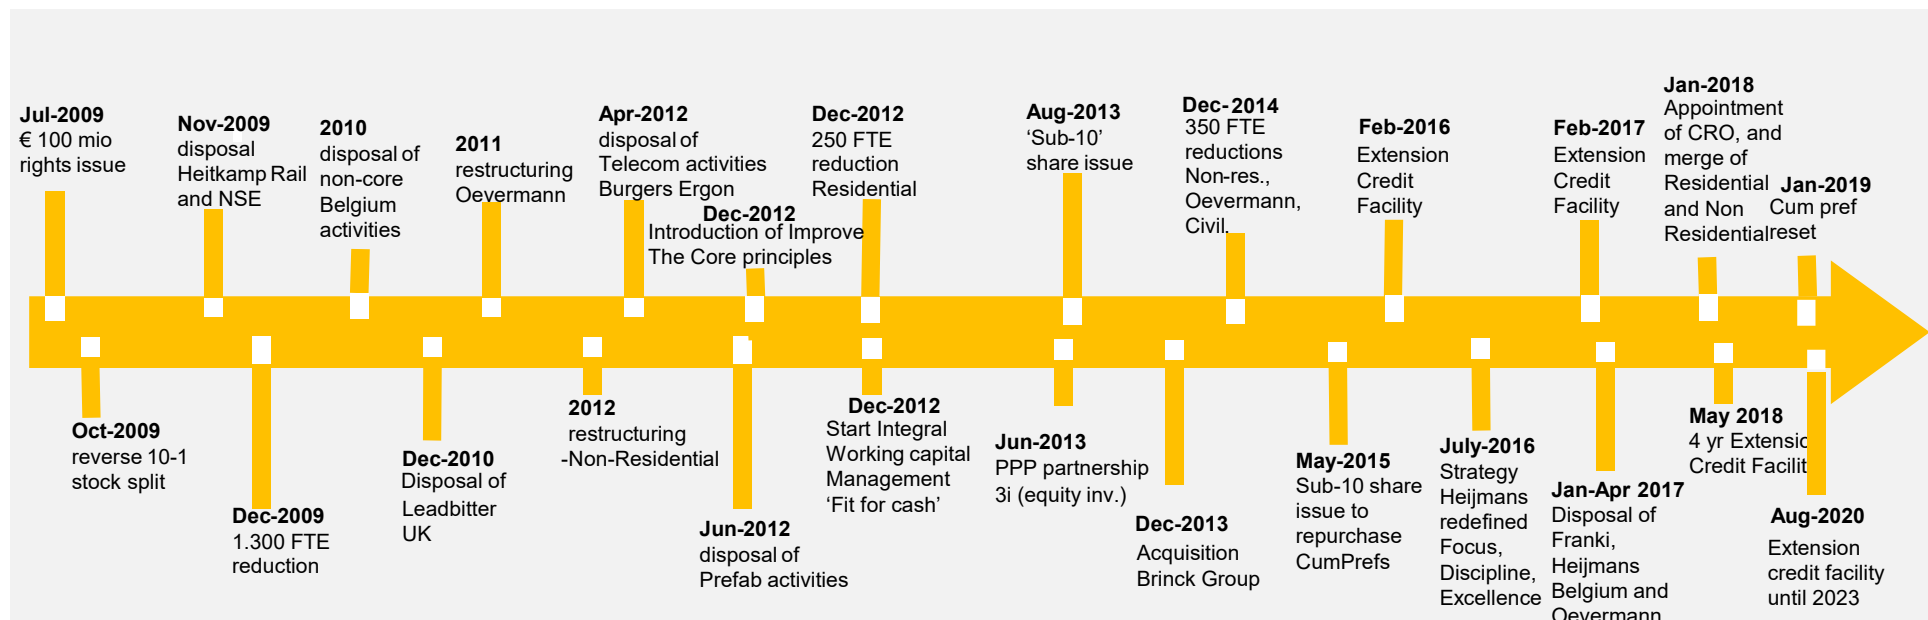 Jul-2009
€ 100 mio
rights issue
Nov-2009
disposal
Heitkamp Rail
and NSE
2010
disposal of
non-core
Belgium
activities
2011
restructuring
Oevermann
Apr-2012
disposal of
Telecom activities
Burgers Ergon
Dec-2012
Introduction of Improve
The Core principles
Dec-2012
250 FTE
reduction
Residential
Aug-2013
‘Sub-10’
share issue
Dec-2014
350 FTE
reductions
Non-res.,
Oevermann,
Civil.
Feb-2016
Extension
Credit
Facility
Feb-2017
Extension
Credit
Facility
Jan-2018
Appointment
of CRO, and
merge of
Residential
and Non
Residential
Jan-2019
Cum pref
reset
Oct-2009
reverse 10-1
stock split
Dec-2009
1.300 FTE
reduction
Dec-2010
Disposal of
Leadbitter
UK
2012
restructuring
-Non-Residential
Jun-2012
disposal of
Prefab activities
Dec-2012
Start Integral
Working capital
Management
‘Fit for cash’
Jun-2013
PPP partnership
3i (equity inv.)
Dec-2013
Acquisition
Brinck Group
May-2015
Sub-10 share
issue to
repurchase
CumPrefs
July-2016
Strategy
Heijmans
redefined
Focus,
Discipline,
Excellence
Jan-Apr 2017
Disposal of
Franki,
Heijmans
Belgium and
Oevermann
May 2018
4 yr Extensio
Credit Facilit
Aug-2020
Extension
credit facility
until 2023